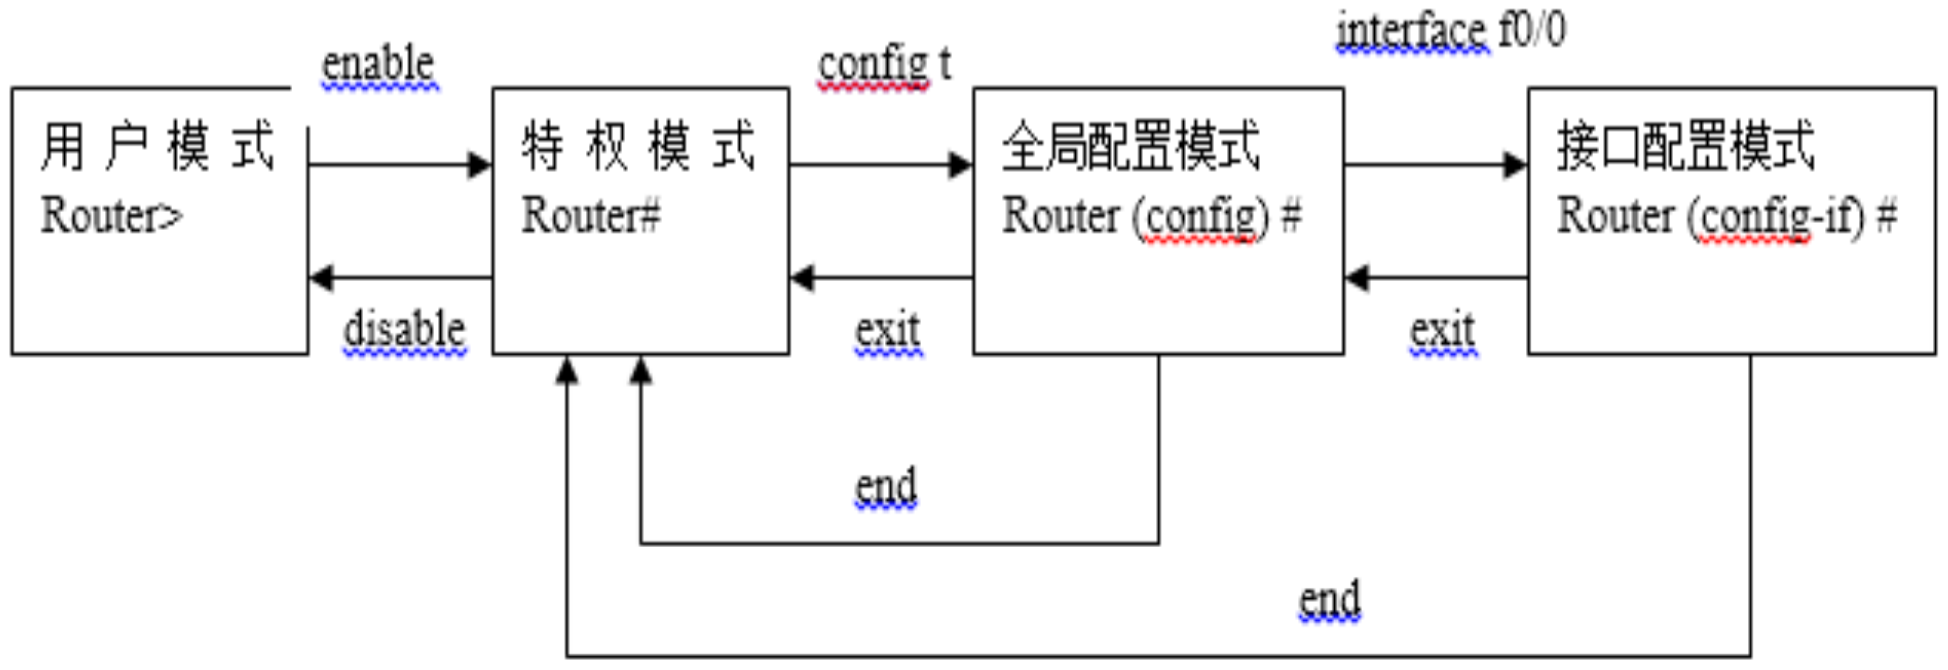 interface f0/0
enable
config t
用户模式
Router>
特权模式
Router#
全局配置模式
Router (config) #
接口配置模式
Router (config-if) #
disable
exit
exit
end
end